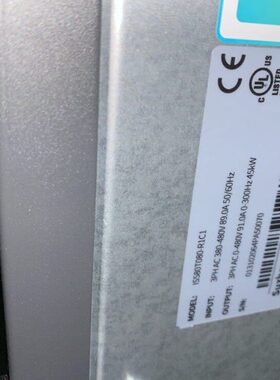 CE
C UL US
LISTED
MODEL: IS580T080-R1C1
INPUT: 3PH AC 380-480V 89.0A 50/60Hz
OUTPUT: 3PH AC 0-480V 91.0A 0-300Hz 45kW
S/N: